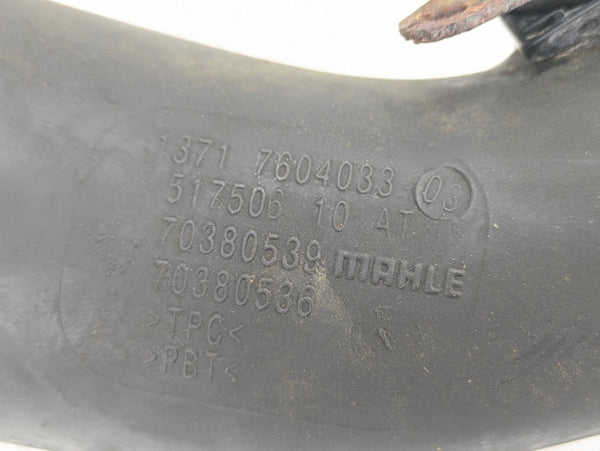 1371 7604033 03
517506 10 AT
70380539 MAHLE
70380536
>TPC<
>PBT<